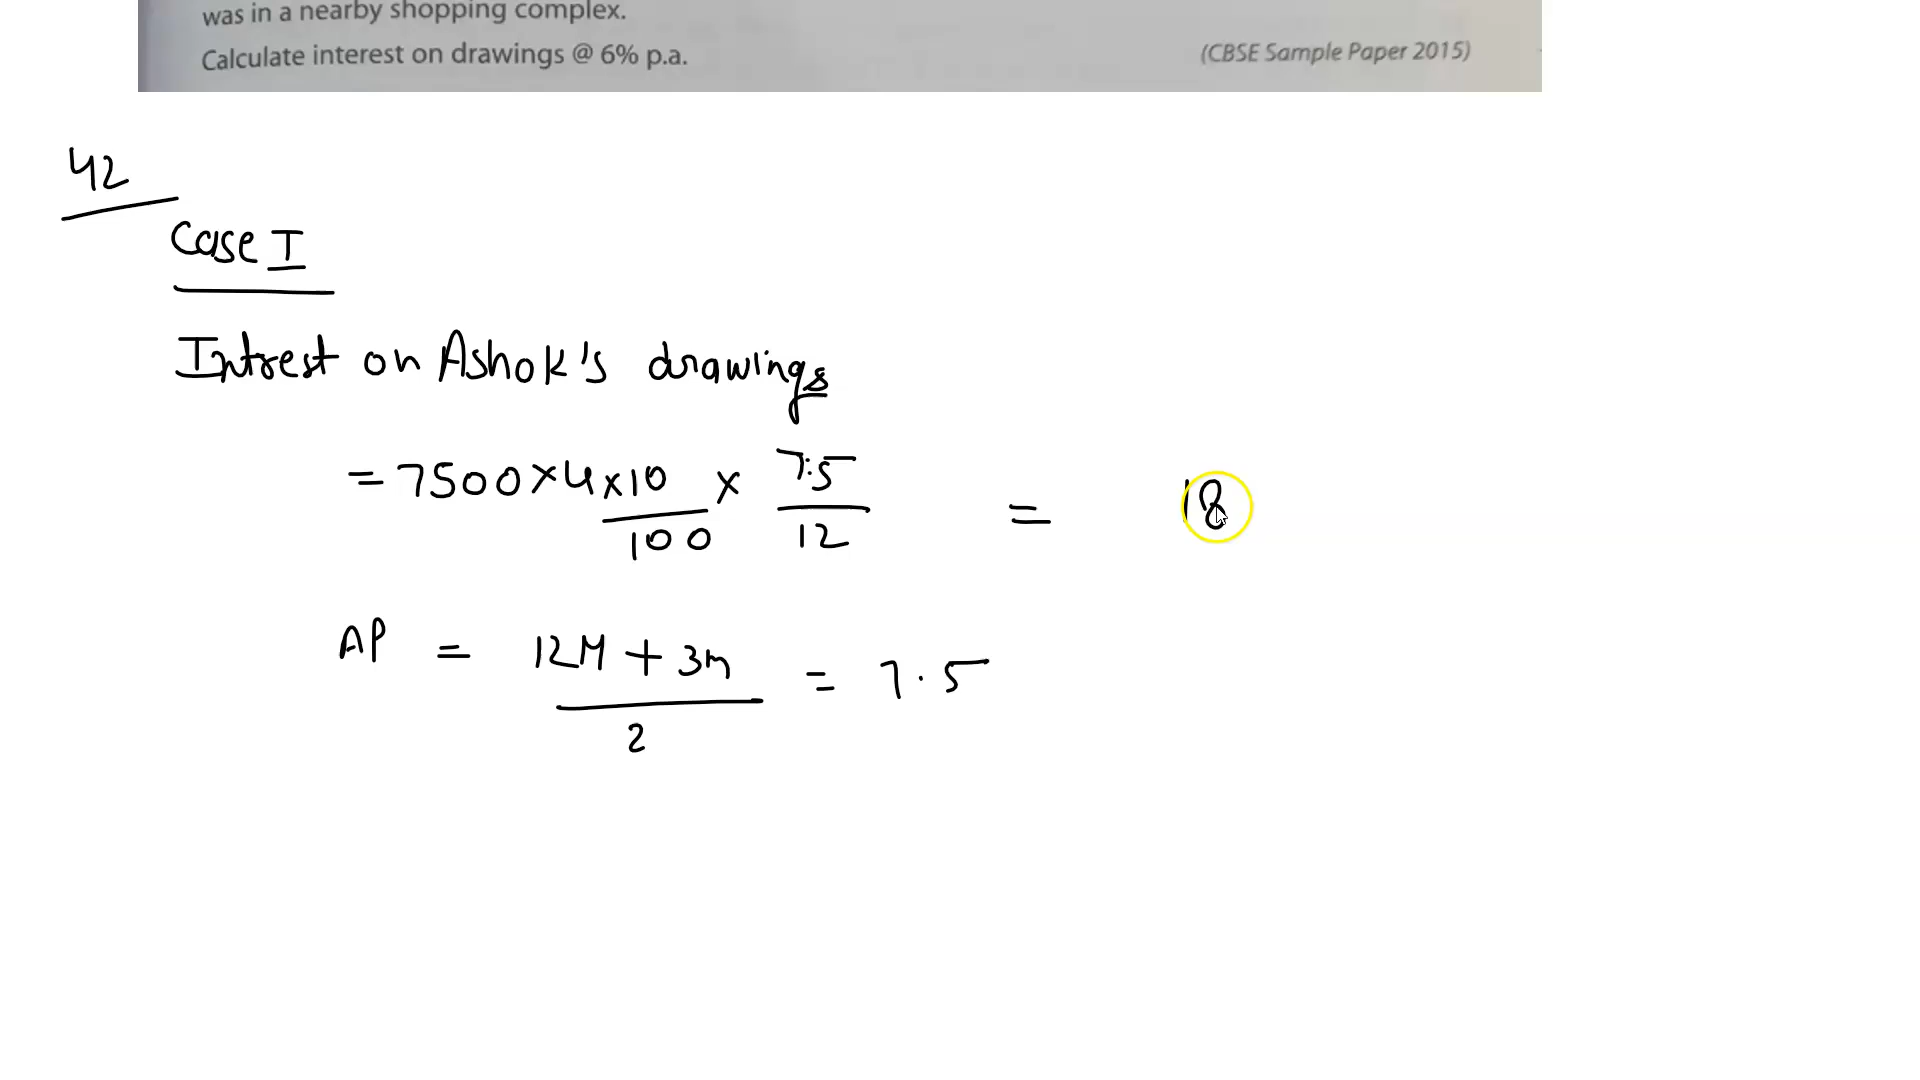 was in a nearby shopping complex.
Calculate interest on drawings @ 6% p.a. (CBSE Sample Paper 2015)
42
Case I
Intrest on Ashok's drawings
= 7500 × 4 × 10/100 × 7.5/12 = 18
AP = 12M + 3m/2 = 7.5